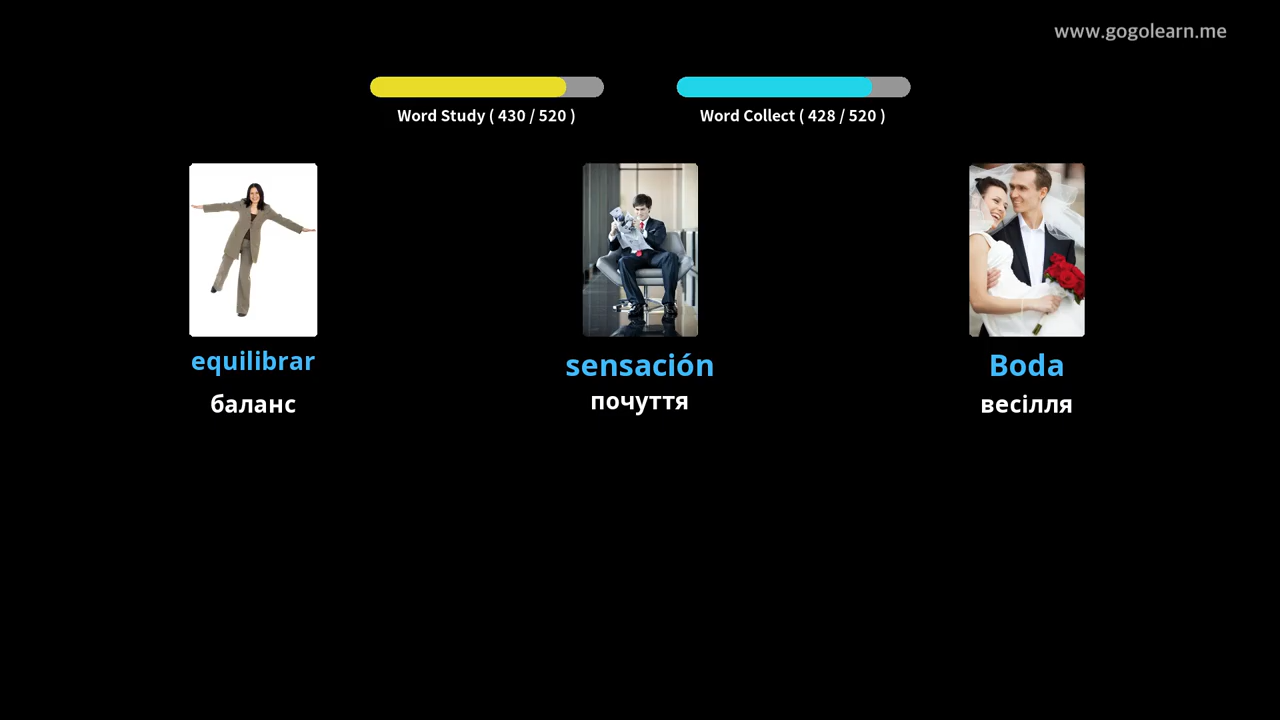 www.gogolearn.me
Word Study ( 430 / 520 )
Word Collect ( 428 / 520 )
equilibrar
баланс
sensación
почуття
Boda
весілля